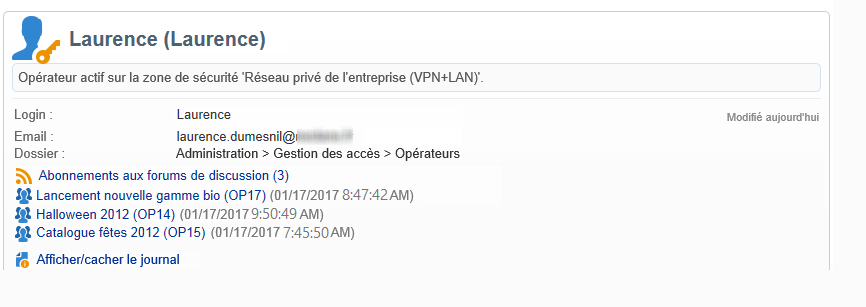 Laurence (Laurence)
Opérateur actif sur la zone de sécurité 'Réseau privé de l'entreprise (VPN+LAN)'.
Login : Laurence
Modifié aujourd'hui
Email : laurence.dumesnil@
Dossier : Administration > Gestion des accès > Opérateurs
Abonnements aux forums de discussion (3)
Lancement nouvelle gamme bio (OP17) (01/17/2017 8:47:42 AM)
Halloween 2012 (OP14) (01/17/2017 9:50:49 AM)
Catalogue fêtes 2012 (OP15) (01/17/2017 7:45:50 AM)
Afficher/cacher le journal